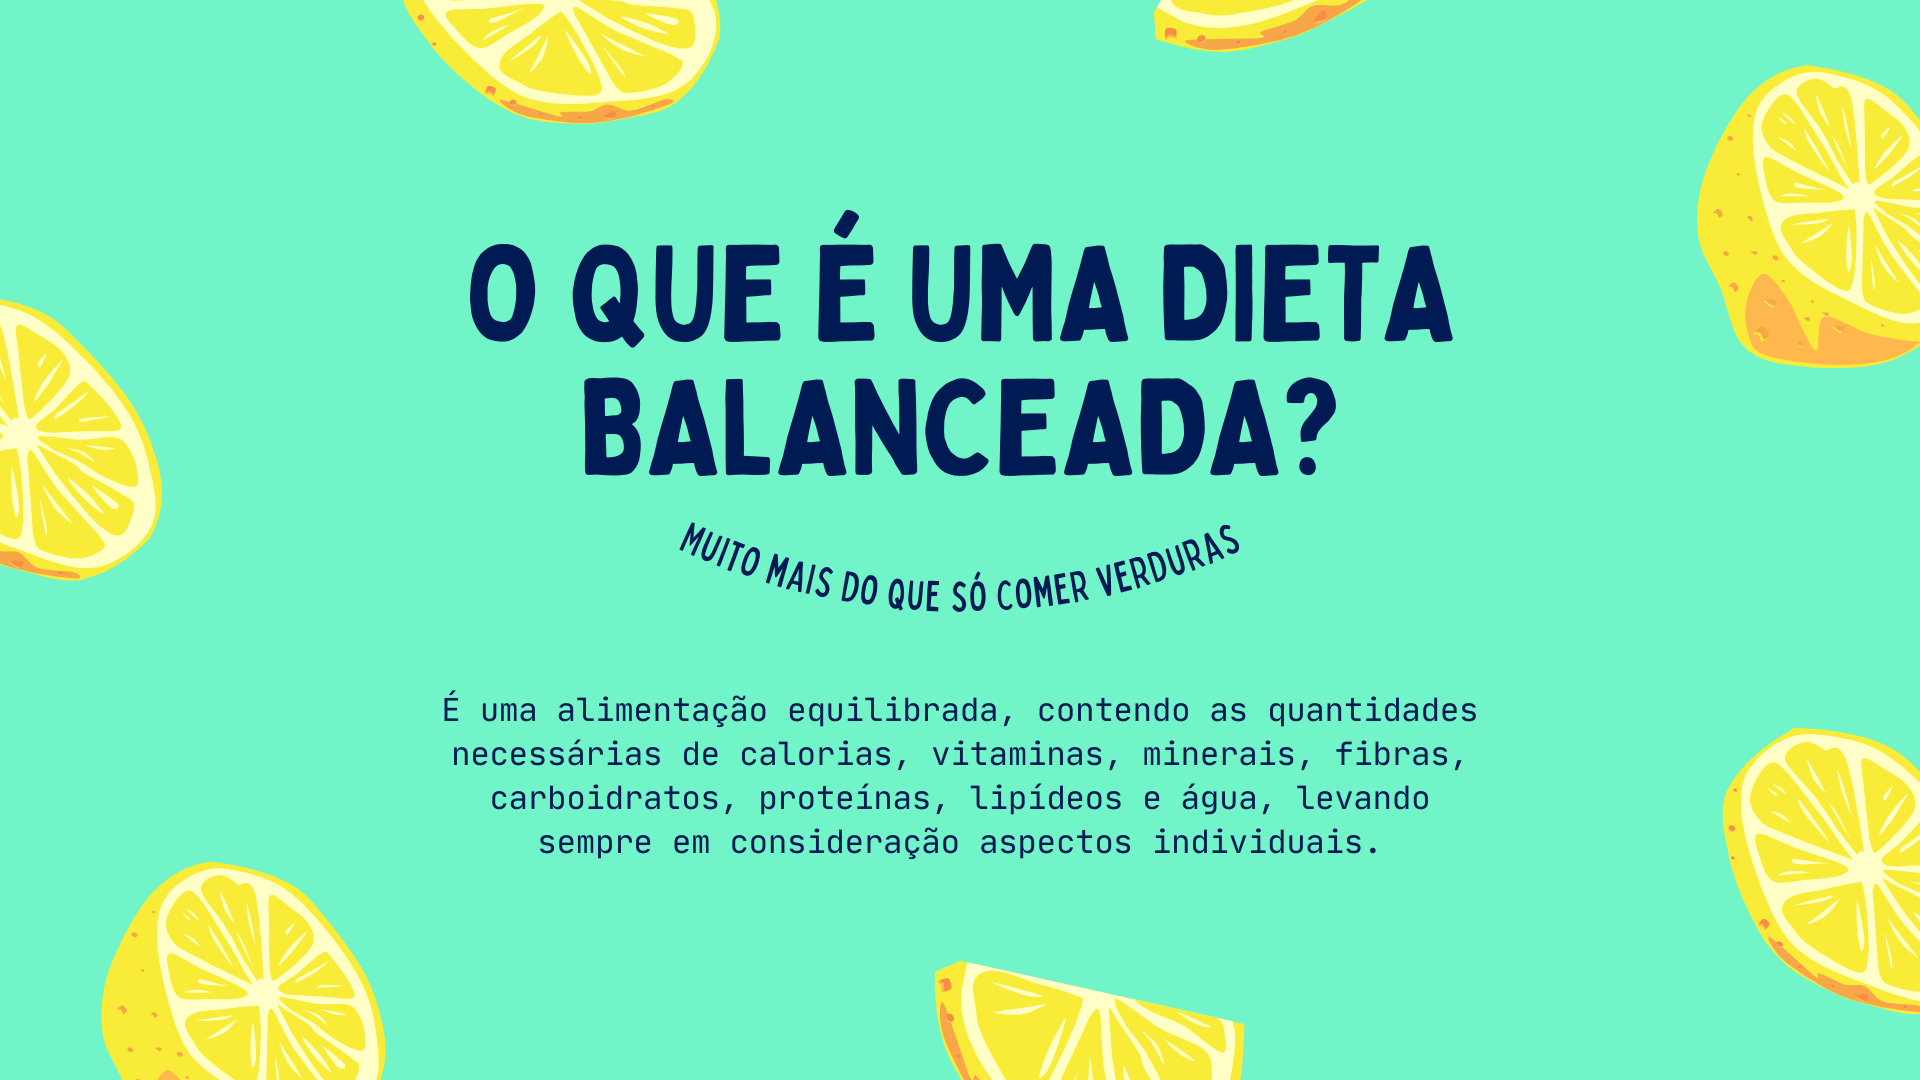 O QUE É UMA DIETA
BALANCEADA?
MUITO MAIS DO QUE SÓ COMER VERDURAS
É uma alimentação equilibrada, contendo as quantidades
necessárias de calorias, vitaminas, minerais, fibras,
carboidratos, proteínas, lipídeos e água, levando
sempre em consideração aspectos individuais.